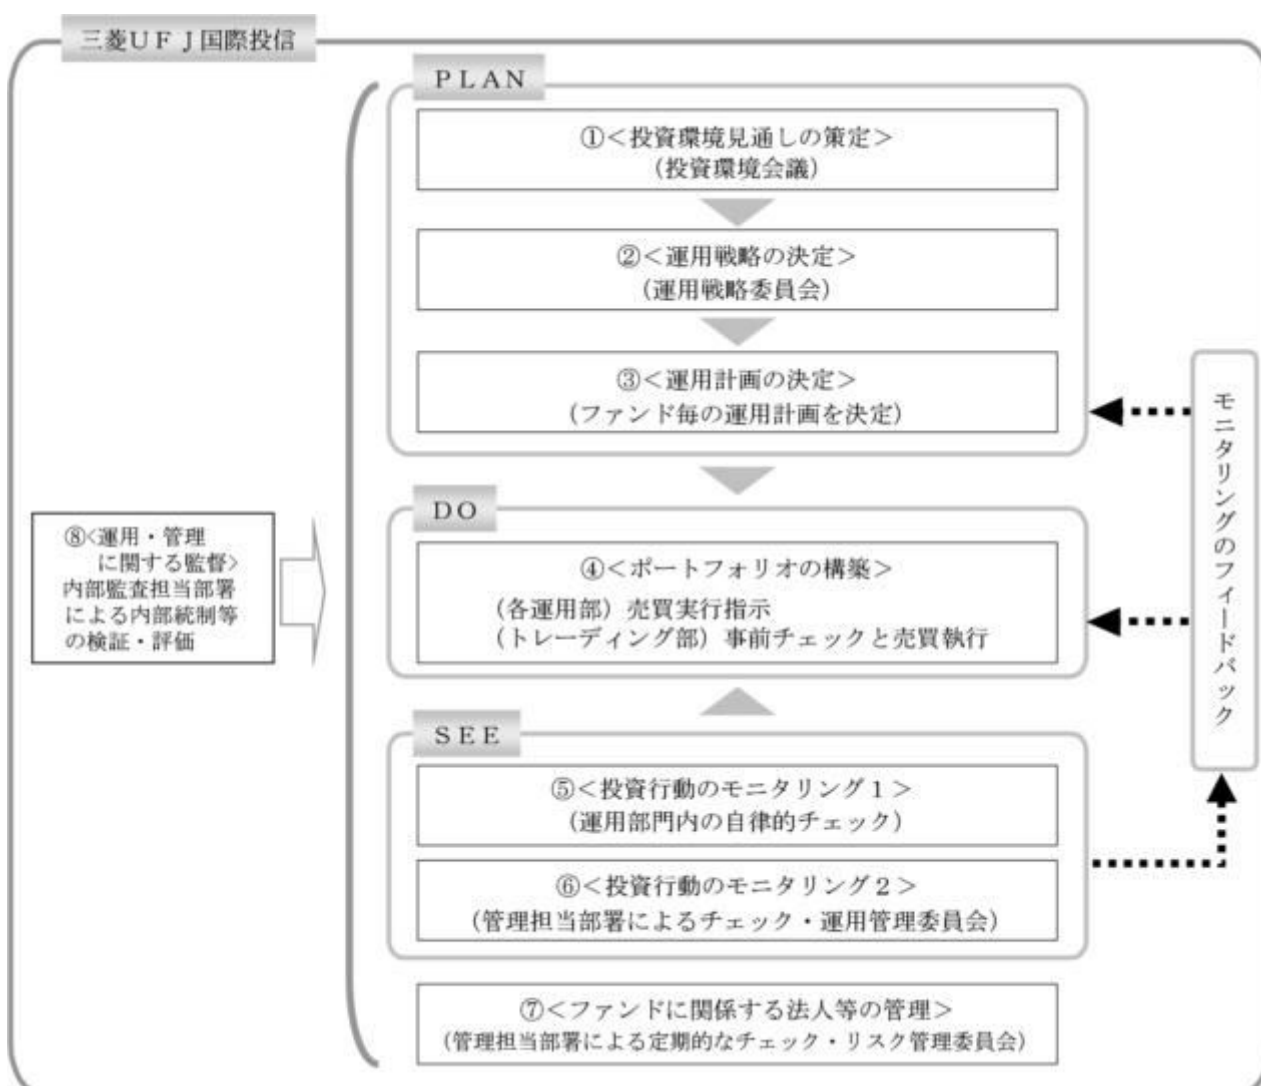 三菱ＵＦＪ国際投信
ＰＬＡＮ
①＜投資環境見通しの策定＞
（投資環境会議）
②＜運用戦略の決定＞
（運用戦略委員会）
③＜運用計画の決定＞
（ファンド毎の運用計画を決定）
ＤＯ
④＜ポートフォリオの構築＞
（各運用部）売買実行指示
（トレーディング部）事前チェックと売買執行
ＳＥＥ
⑤＜投資行動のモニタリング１＞
（運用部門内の自律的チェック）
⑥＜投資行動のモニタリング２＞
（管理担当部署によるチェック・運用管理委員会）
⑦＜ファンドに関係する法人等の管理＞
（管理担当部署による定期的なチェック・リスク管理委員会）
⑧<運用・管理
に関する監督>
内部監査担当部署
による内部統制等
の検証・評価
モニタリングのフィードバック